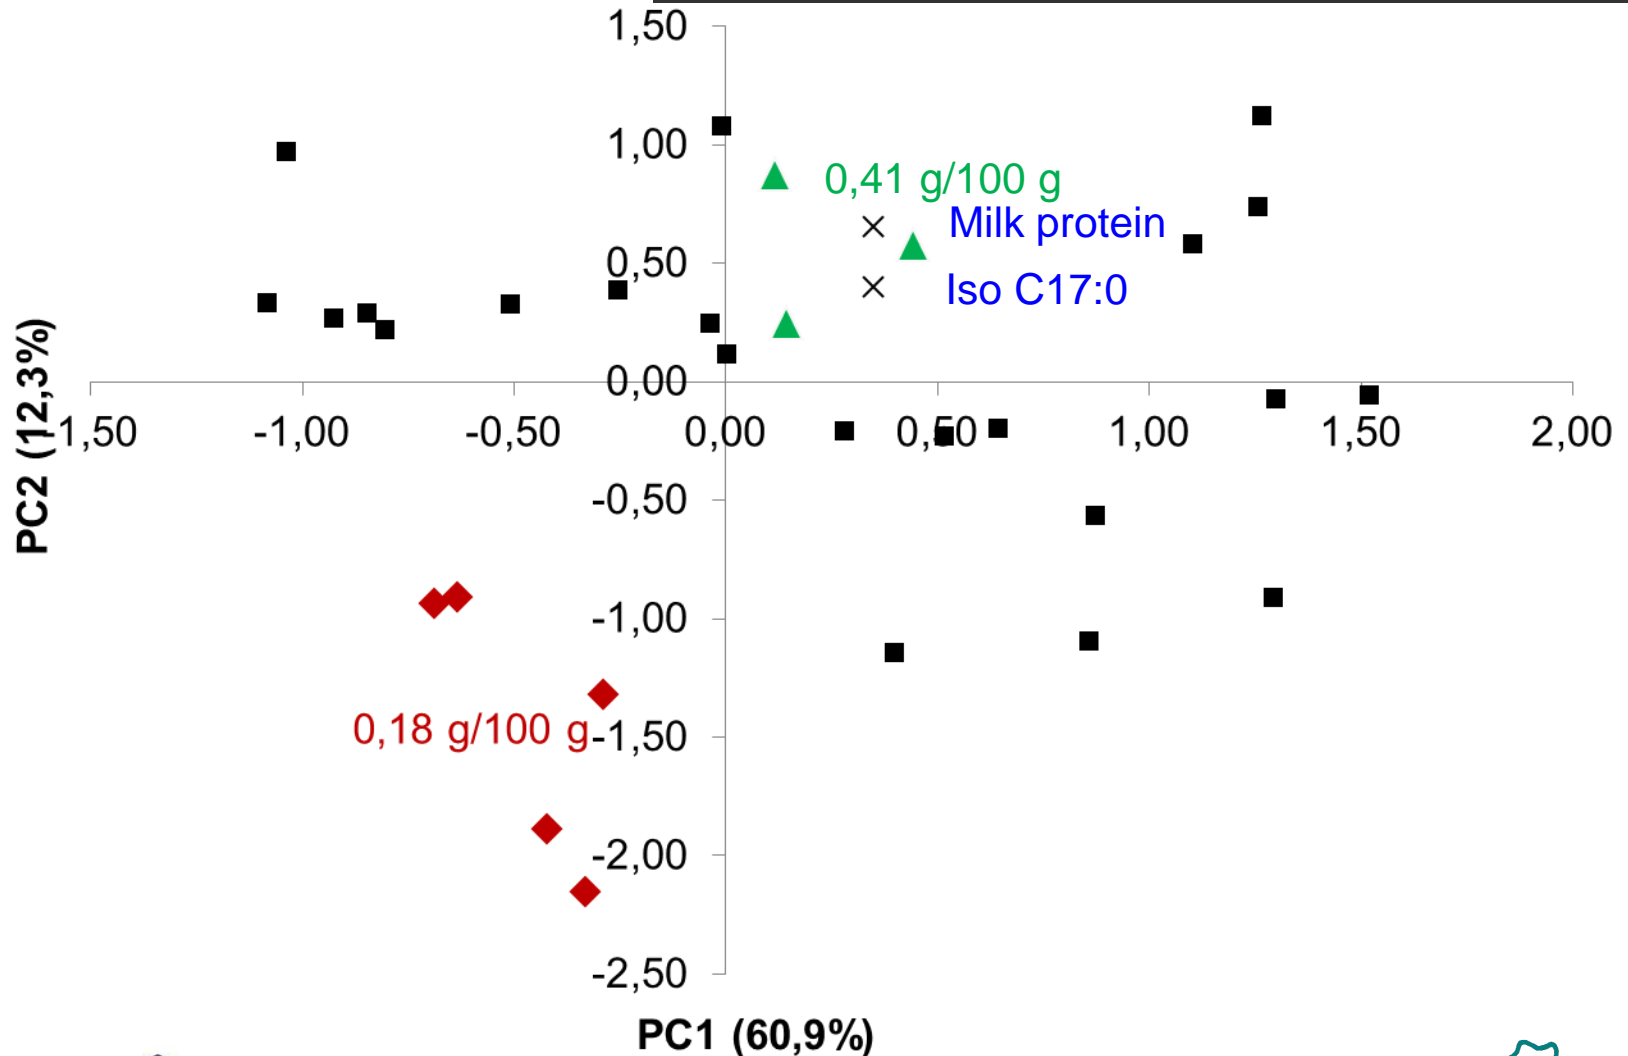 1,50
1,00
0,41 g/100 g
Milk protein
0,50
Iso C17:0
0,00
-1,50 -1,00 -0,50 0,00 0,50 1,00 1,50 2,00
PC2 (12,3%)
-0,50
-1,00
0,18 g/100 g
-1,50
-2,00
-2,50
PC1 (60,9%)